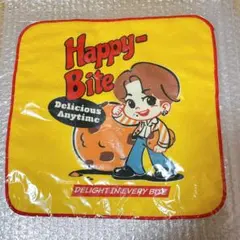 Happy-
Bite
Delicious
Anytime
DELIGHT IN EVERY BITE